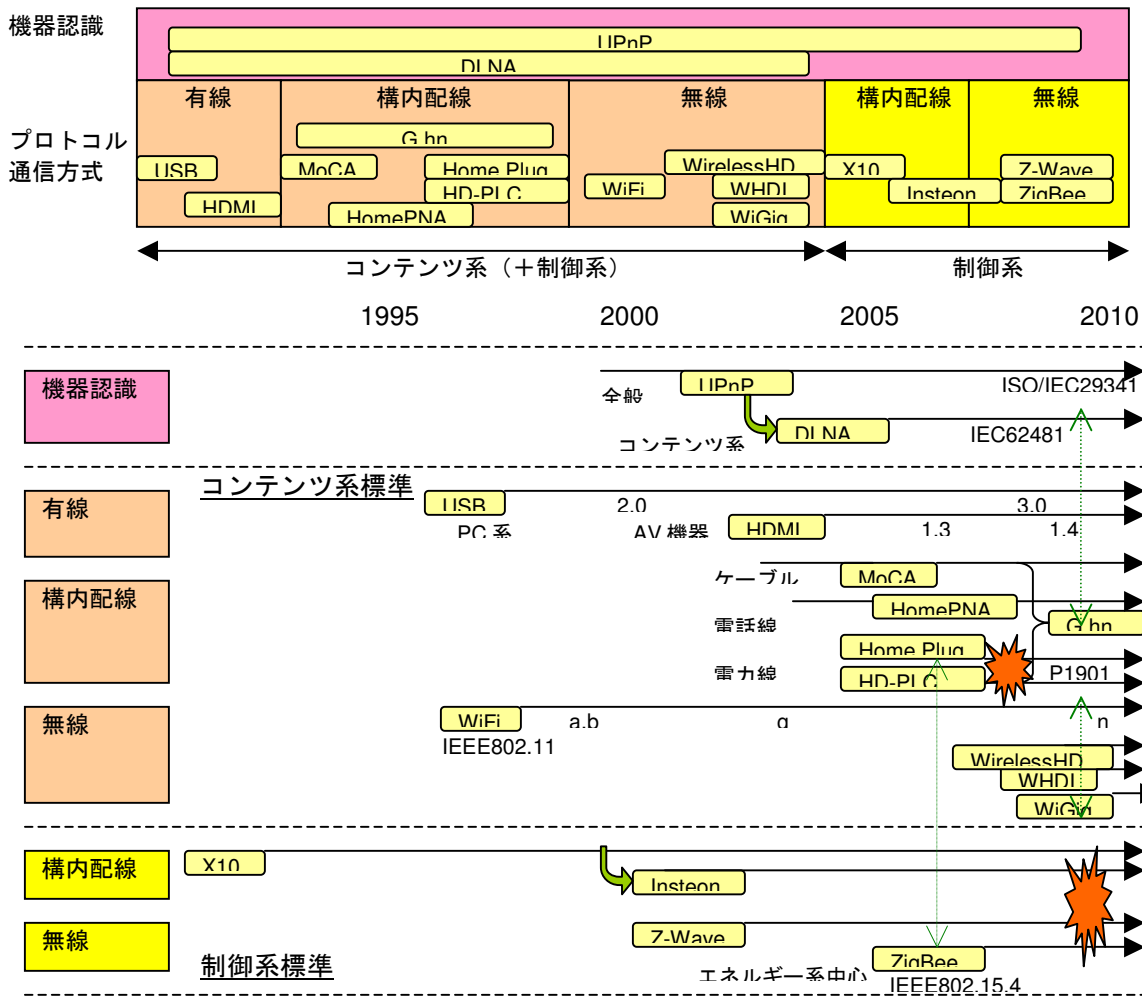 機器認識
UPnP
DLNA
有線
構内配線
無線
構内配線
無線
プロトコル
通信方式
G.hn
USB
MoCA
Home Plug
WirelessHD
X10
Z-Wave
HDMI
HD-PLC
WiFi
WHDI
Insteon
ZigBee
HomePNA
WiGig
コンテンツ系(+制御系)
制御系
1995 2000 2005 2010
機器認識
全般
UPnP
ISO/IEC29341
コンテンツ系
DLNA
IEC62481
コンテンツ系標準
有線
USB
2.0
3.0
PC 系
AV 機器
HDMI
1.3
1.4
構内配線
ケーブル
MoCA
電話線
HomePNA
G.hn
Home Plug
電力線
HD-PLC
P1901
無線
WiFi
a.b
g
n
IEEE802.11
WirelessHD
WHDI
WiGig
構内配線
X10
Insteon
無線
Z-Wave
制御系標準
エネルギー系中心
ZigBee
IEEE802.15.4